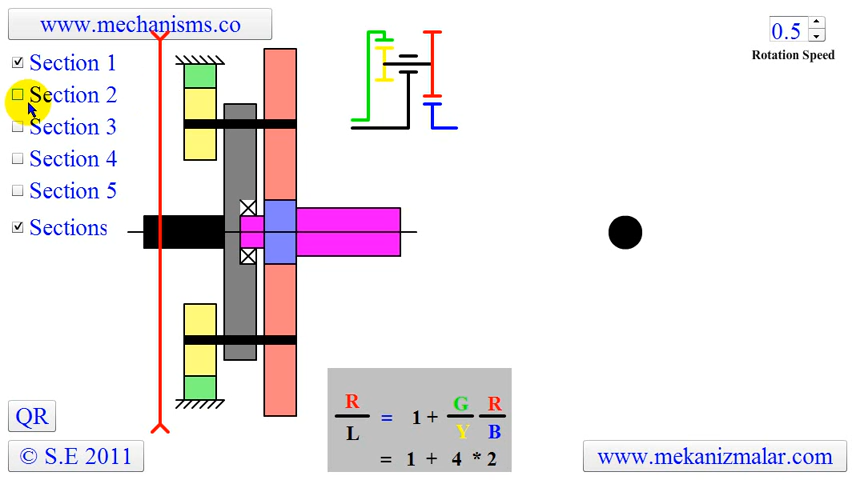 www.mechanisms.co
Section 1
Section 2
Section 3
Section 4
Section 5
Sections
0.5
Rotation Speed
R / L = 1 + G / Y R / B
= 1 + 4 * 2
QR
© S.E 2011
www.mekanizmalar.com